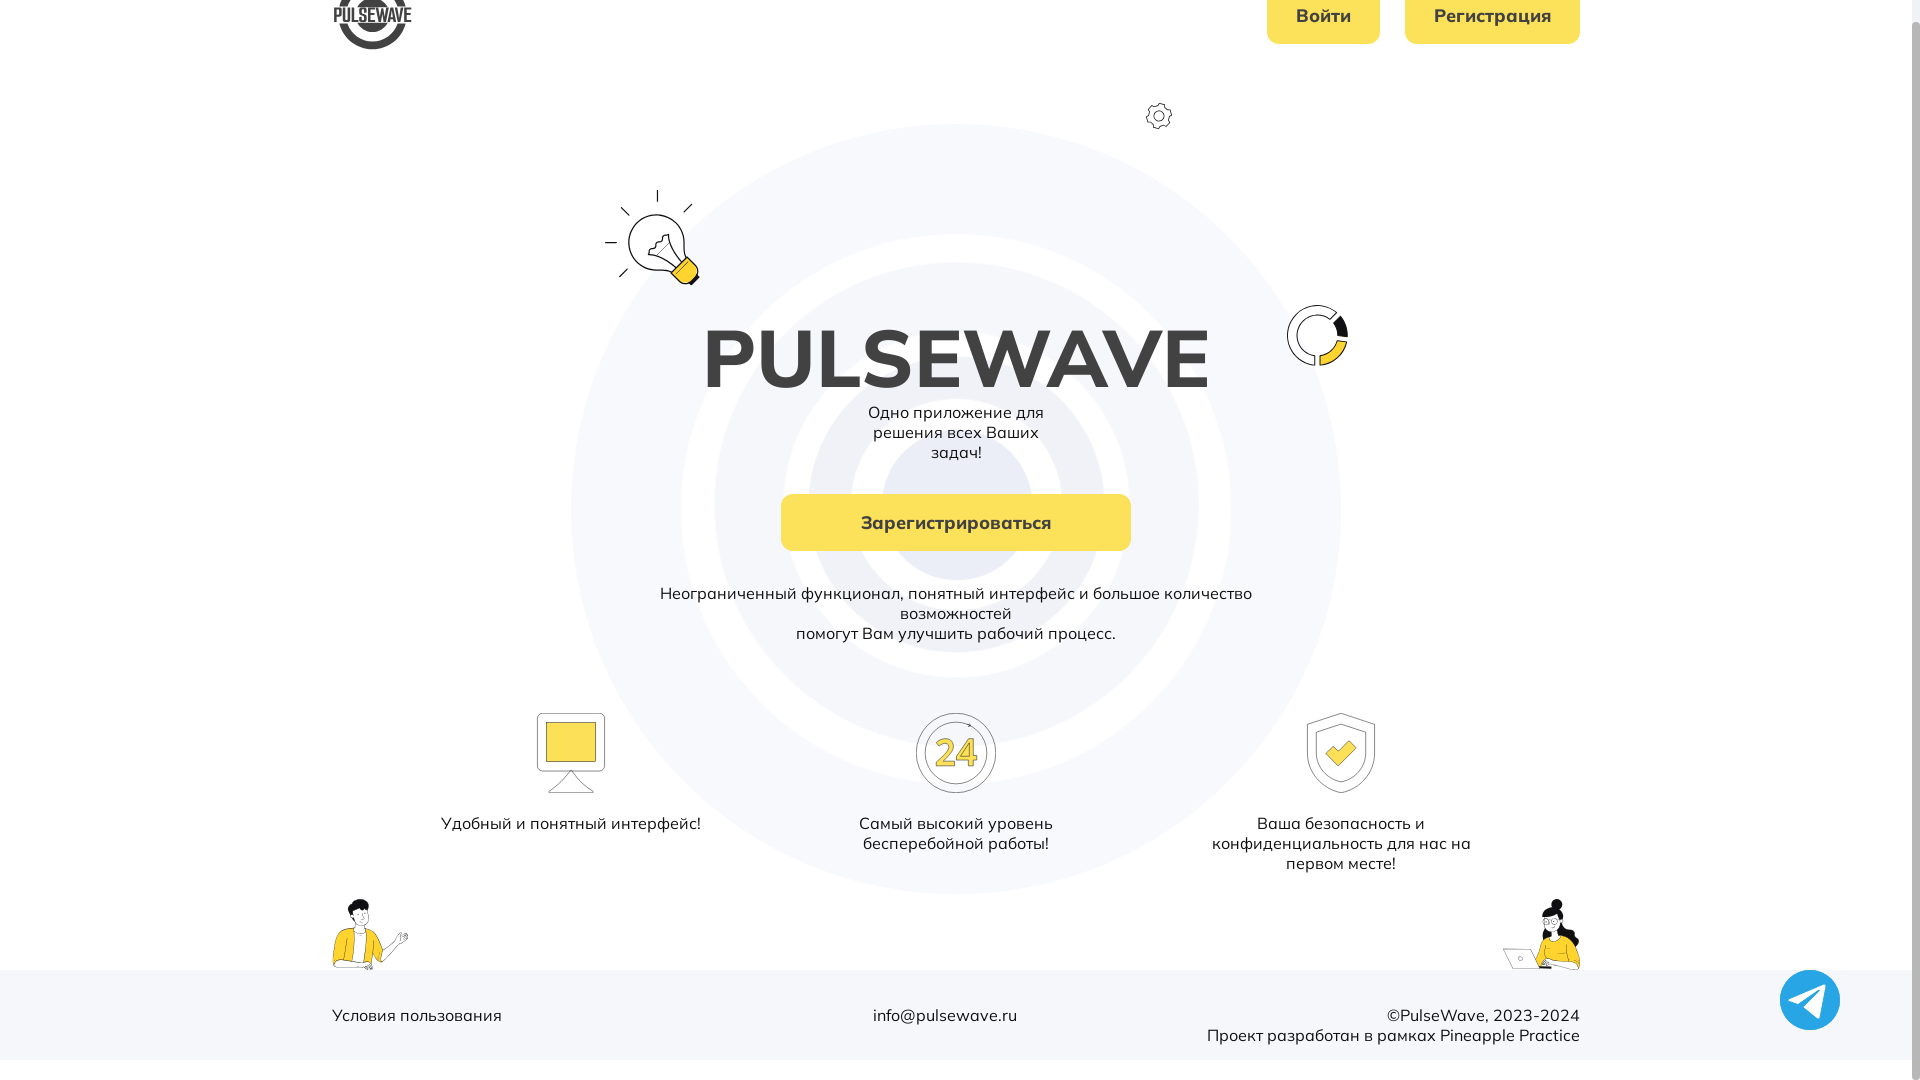 PULSEWAVE
Войти
Регистрация
PULSEWAVE
Одно приложение для
решения всех Ваших
задач!
Зарегистрироваться
Неограниченный функционал, понятный интерфейс и большое количество
возможностей
помогут Вам улучшить рабочий процесс.
24
Удобный и понятный интерфейс!
Самый высокий уровень
бесперебойной работы!
Ваша безопасность и
конфиденциальность для нас на
первом месте!
Условия пользования
info@pulsewave.ru
©PulseWave, 2023-2024
Проект разработан в рамках Pineapple Practice